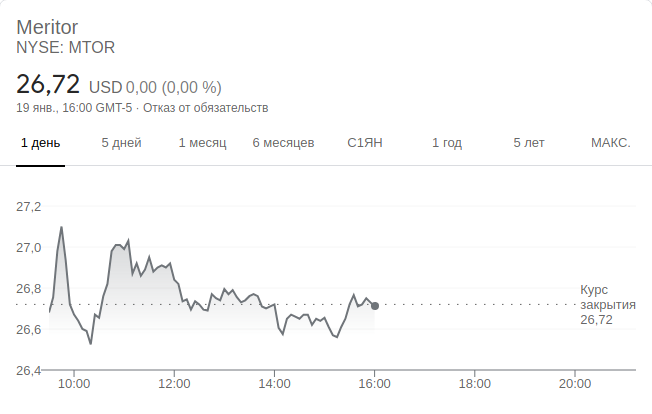 Meritor
NYSE: MTOR
26,72 USD 0,00 (0,00 %)
19 янв., 16:00 GMT-5 · Отказ от обязательств
1 день 5 дней 1 месяц 6 месяцев С1ЯН 1 год 5 лет МАКС.
27,2
27,0
26,8
26,6
26,4
Курс
закрытия
26,72
10:00 12:00 14:00 16:00 18:00 20:00